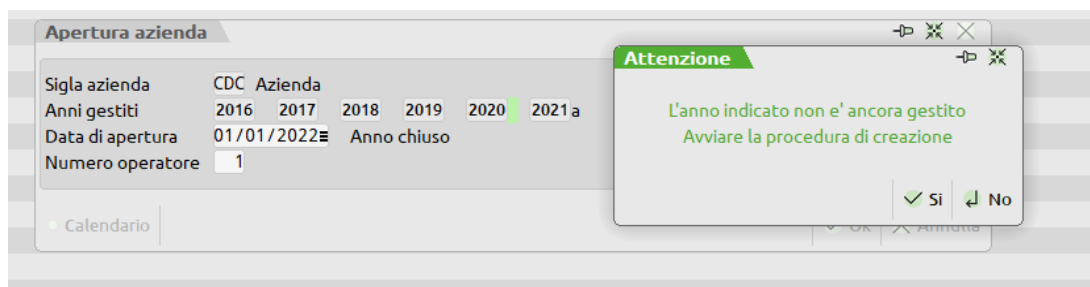 Apertura azienda
Sigla azienda CDC Azienda
Anni gestiti 2016 2017 2018 2019 2020 2021 a
Data di apertura 01/01/2022 Anno chiuso
Numero operatore 1
Calendario
Ok Annulla
Attenzione
L'anno indicato non e' ancora gestito
Avviare la procedura di creazione
Si No